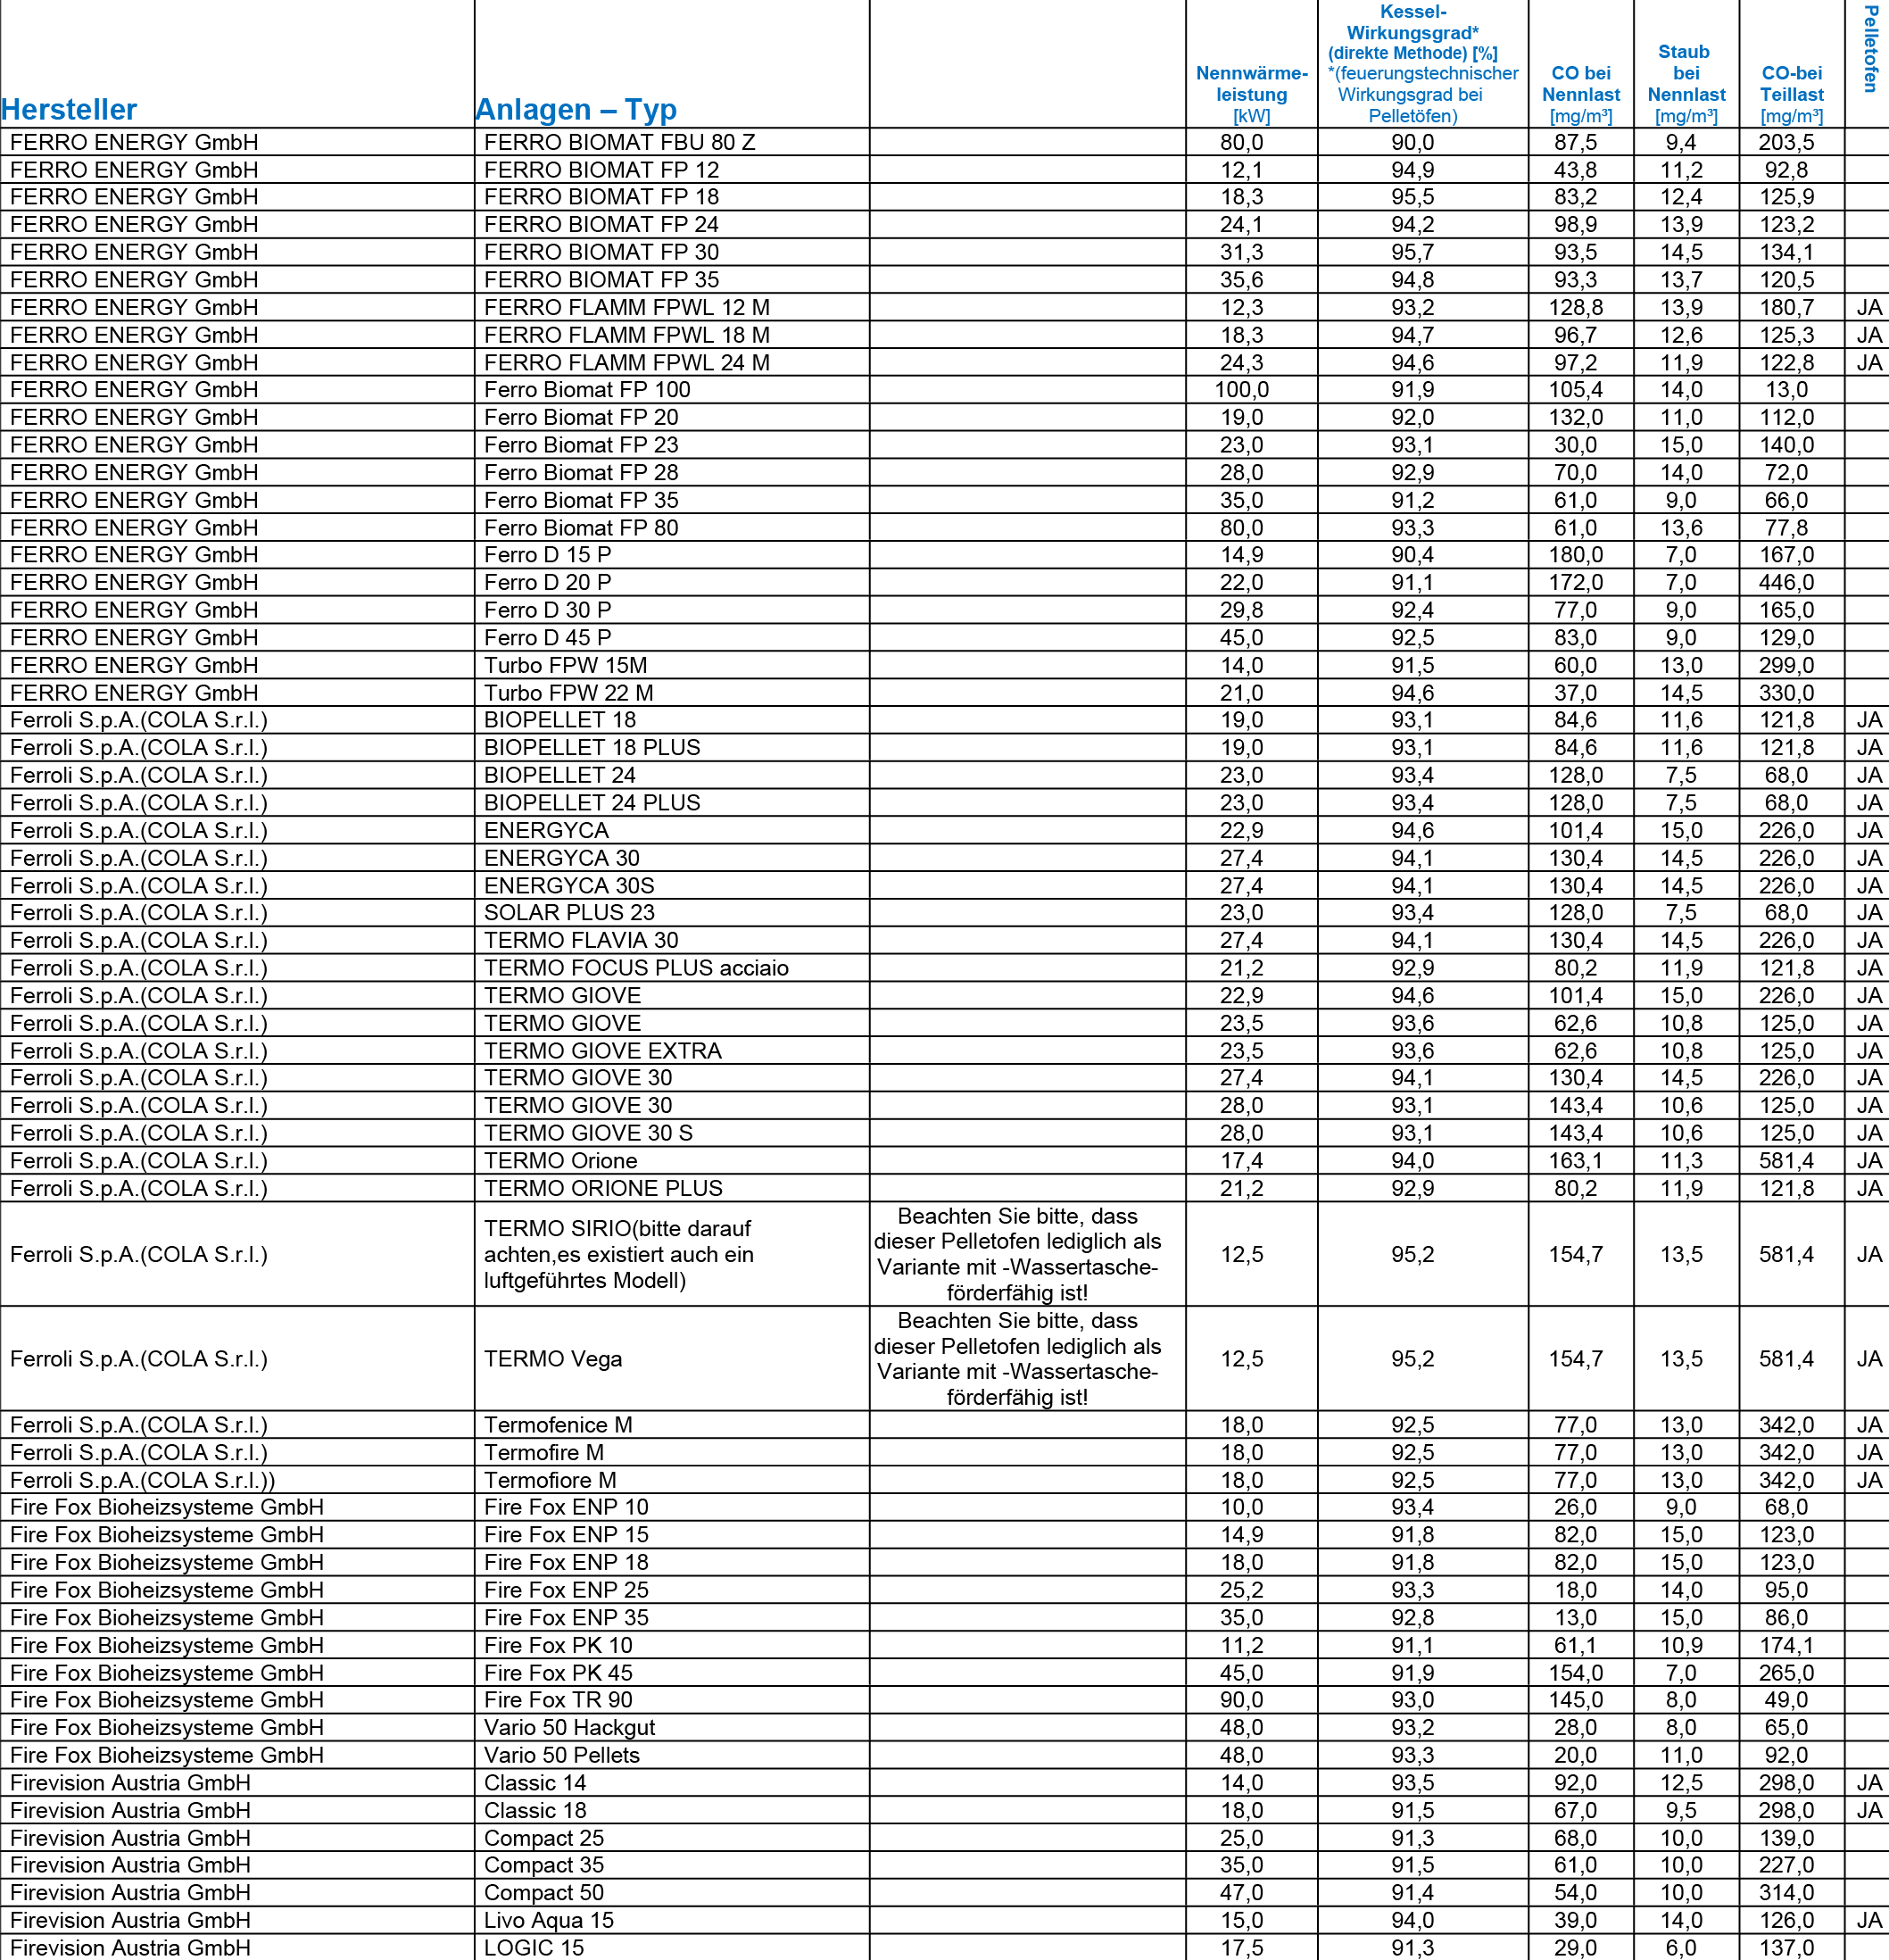 Hersteller Anlagen – Typ Nennwärme-leistung [kW] Kessel-Wirkungsgrad* (direkte Methode) [%] *(feuerungstechnischer Wirkungsgrad bei Pelletöfen) CO bei Nennlast [mg/m³] Staub bei Nennlast [mg/m³] CO-bei Teillast [mg/m³] Pelletofen
FERRO ENERGY GmbH FERRO BIOMAT FBU 80 Z 80,0 90,0 87,5 9,4 203,5
FERRO ENERGY GmbH FERRO BIOMAT FP 12 12,1 94,9 43,8 11,2 92,8
FERRO ENERGY GmbH FERRO BIOMAT FP 18 18,3 95,5 83,2 12,4 125,9
FERRO ENERGY GmbH FERRO BIOMAT FP 24 24,1 94,2 98,9 13,9 123,2
FERRO ENERGY GmbH FERRO BIOMAT FP 30 31,3 95,7 93,5 14,5 134,1
FERRO ENERGY GmbH FERRO BIOMAT FP 35 35,6 94,8 93,3 13,7 120,5
FERRO ENERGY GmbH FERRO FLAMM FPWL 12 M 12,3 93,2 128,8 13,9 180,7 JA
FERRO ENERGY GmbH FERRO FLAMM FPWL 18 M 18,3 94,7 96,7 12,6 125,3 JA
FERRO ENERGY GmbH FERRO FLAMM FPWL 24 M 24,3 94,6 97,2 11,9 122,8 JA
FERRO ENERGY GmbH Ferro Biomat FP 100 100,0 91,9 105,4 14,0 13,0
FERRO ENERGY GmbH Ferro Biomat FP 20 19,0 92,0 132,0 11,0 112,0
FERRO ENERGY GmbH Ferro Biomat FP 23 23,0 93,1 30,0 15,0 140,0
FERRO ENERGY GmbH Ferro Biomat FP 28 28,0 92,9 70,0 14,0 72,0
FERRO ENERGY GmbH Ferro Biomat FP 35 35,0 91,2 61,0 9,0 66,0
FERRO ENERGY GmbH Ferro Biomat FP 80 80,0 93,3 61,0 13,6 77,8
FERRO ENERGY GmbH Ferro D 15 P 14,9 90,4 180,0 7,0 167,0
FERRO ENERGY GmbH Ferro D 20 P 22,0 91,1 172,0 7,0 446,0
FERRO ENERGY GmbH Ferro D 30 P 29,8 92,4 77,0 9,0 165,0
FERRO ENERGY GmbH Ferro D 45 P 45,0 92,5 83,0 9,0 129,0
FERRO ENERGY GmbH Turbo FPW 15M 14,0 91,5 60,0 13,0 299,0
FERRO ENERGY GmbH Turbo FPW 22 M 21,0 94,6 37,0 14,5 330,0
Ferroli S.p.A.(COLA S.r.l.) BIOPELLET 18 19,0 93,1 84,6 11,6 121,8 JA
Ferroli S.p.A.(COLA S.r.l.) BIOPELLET 18 PLUS 19,0 93,1 84,6 11,6 121,8 JA
Ferroli S.p.A.(COLA S.r.l.) BIOPELLET 24 23,0 93,4 128,0 7,5 68,0 JA
Ferroli S.p.A.(COLA S.r.l.) BIOPELLET 24 PLUS 23,0 93,4 128,0 7,5 68,0 JA
Ferroli S.p.A.(COLA S.r.l.) ENERGYCA 22,9 94,6 101,4 15,0 226,0 JA
Ferroli S.p.A.(COLA S.r.l.) ENERGYCA 30 27,4 94,1 130,4 14,5 226,0 JA
Ferroli S.p.A.(COLA S.r.l.) ENERGYCA 30S 27,4 94,1 130,4 14,5 226,0 JA
Ferroli S.p.A.(COLA S.r.l.) SOLAR PLUS 23 23,0 93,4 128,0 7,5 68,0 JA
Ferroli S.p.A.(COLA S.r.l.) TERMO FLAVIA 30 27,4 94,1 130,4 14,5 226,0 JA
Ferroli S.p.A.(COLA S.r.l.) TERMO FOCUS PLUS acciaio 21,2 92,9 80,2 11,9 121,8 JA
Ferroli S.p.A.(COLA S.r.l.) TERMO GIOVE 22,9 94,6 101,4 15,0 226,0 JA
Ferroli S.p.A.(COLA S.r.l.) TERMO GIOVE 23,5 93,6 62,6 10,8 125,0 JA
Ferroli S.p.A.(COLA S.r.l.) TERMO GIOVE EXTRA 23,5 93,6 62,6 10,8 125,0 JA
Ferroli S.p.A.(COLA S.r.l.) TERMO GIOVE 30 27,4 94,1 130,4 14,5 226,0 JA
Ferroli S.p.A.(COLA S.r.l.) TERMO GIOVE 30 28,0 93,1 143,4 10,6 125,0 JA
Ferroli S.p.A.(COLA S.r.l.) TERMO GIOVE 30 S 28,0 93,1 143,4 10,6 125,0 JA
Ferroli S.p.A.(COLA S.r.l.) TERMO Orione 17,4 94,0 163,1 11,3 581,4 JA
Ferroli S.p.A.(COLA S.r.l.) TERMO ORIONE PLUS 21,2 92,9 80,2 11,9 121,8 JA
Ferroli S.p.A.(COLA S.r.l.) TERMO SIRIO(bitte darauf achten,es existiert auch ein luftgeführtes Modell) Beachten Sie bitte, dass dieser Pelletofen lediglich als Variante mit -Wassertasche- förderfähig ist! 12,5 95,2 154,7 13,5 581,4 JA
Ferroli S.p.A.(COLA S.r.l.) TERMO Vega Beachten Sie bitte, dass dieser Pelletofen lediglich als Variante mit -Wassertasche- förderfähig ist! 12,5 95,2 154,7 13,5 581,4 JA
Ferroli S.p.A.(COLA S.r.l.) Termofenice M 18,0 92,5 77,0 13,0 342,0 JA
Ferroli S.p.A.(COLA S.r.l.) Termofire M 18,0 92,5 77,0 13,0 342,0 JA
Ferroli S.p.A.(COLA S.r.l.)) Termofiore M 18,0 92,5 77,0 13,0 342,0 JA
Fire Fox Bioheizsysteme GmbH Fire Fox ENP 10 10,0 93,4 26,0 9,0 68,0
Fire Fox Bioheizsysteme GmbH Fire Fox ENP 15 14,9 91,8 82,0 15,0 123,0
Fire Fox Bioheizsysteme GmbH Fire Fox ENP 18 18,0 91,8 82,0 15,0 123,0
Fire Fox Bioheizsysteme GmbH Fire Fox ENP 25 25,2 93,3 18,0 14,0 95,0
Fire Fox Bioheizsysteme GmbH Fire Fox ENP 35 35,0 92,8 13,0 15,0 86,0
Fire Fox Bioheizsysteme GmbH Fire Fox PK 10 11,2 91,1 61,1 10,9 174,1
Fire Fox Bioheizsysteme GmbH Fire Fox PK 45 45,0 91,9 154,0 7,0 265,0
Fire Fox Bioheizsysteme GmbH Fire Fox TR 90 90,0 93,0 145,0 8,0 49,0
Fire Fox Bioheizsysteme GmbH Vario 50 Hackgut 48,0 93,2 28,0 8,0 65,0
Fire Fox Bioheizsysteme GmbH Vario 50 Pellets 48,0 93,3 20,0 11,0 92,0
Firevision Austria GmbH Classic 14 14,0 93,5 92,0 12,5 298,0 JA
Firevision Austria GmbH Classic 18 18,0 91,5 67,0 9,5 298,0 JA
Firevision Austria GmbH Compact 25 25,0 91,3 68,0 10,0 139,0
Firevision Austria GmbH Compact 35 35,0 91,5 61,0 10,0 227,0
Firevision Austria GmbH Compact 50 47,0 91,4 54,0 10,0 314,0
Firevision Austria GmbH Livo Aqua 15 15,0 94,0 39,0 14,0 126,0 JA
Firevision Austria GmbH LOGIC 15 17,5 91,3 29,0 6,0 137,0